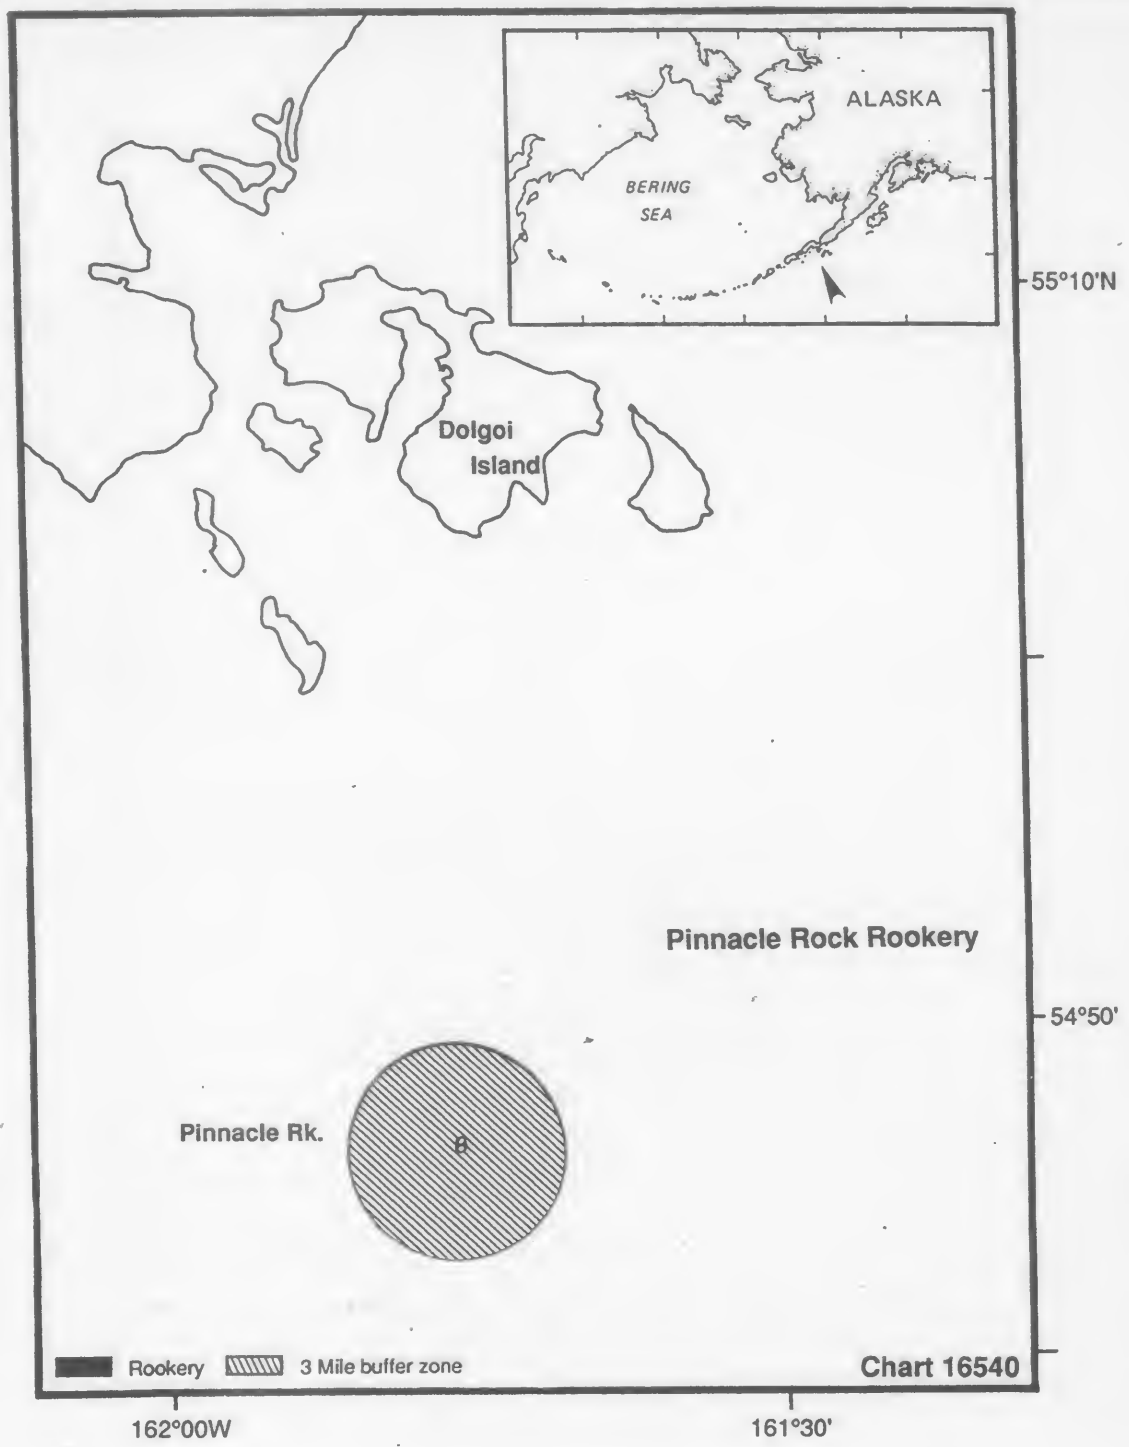 ALASKA
BERING
SEA
55°10'N
Dolgoi
Island
Pinnacle Rock Rookery
54°50'
Pinnacle Rk.
Rookery
3 Mile buffer zone
Chart 16540
162°00W
161°30'